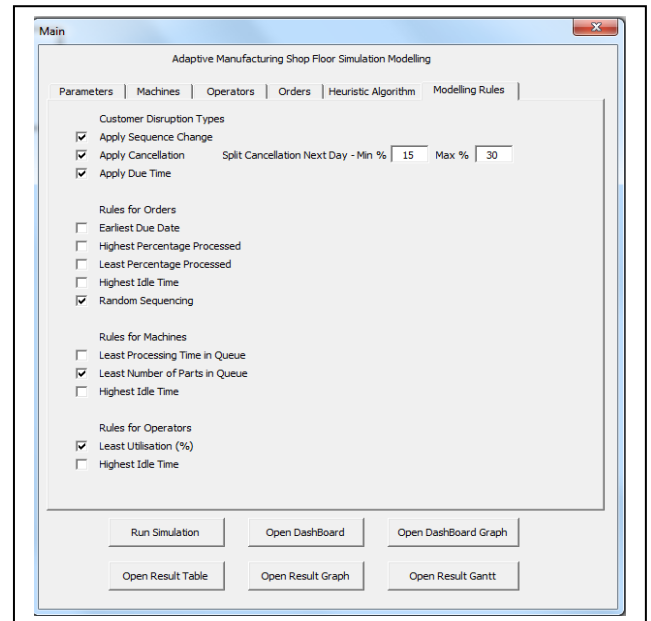 Main
Adaptive Manufacturing Shop Floor Simulation Modelling
Parameters Machines Operators Orders Heuristic Algorithm Modelling Rules
Customer Disruption Types
Apply Sequence Change
Apply Cancellation Split Cancellation Next Day - Min % 15 Max % 30
Apply Due Time
Rules for Orders
Earliest Due Date
Highest Percentage Processed
Least Percentage Processed
Highest Idle Time
Random Sequencing
Rules for Machines
Least Processing Time in Queue
Least Number of Parts in Queue
Highest Idle Time
Rules for Operators
Least Utilisation (%)
Highest Idle Time
Run Simulation Open DashBoard Open DashBoard Graph
Open Result Table Open Result Graph Open Result Gantt